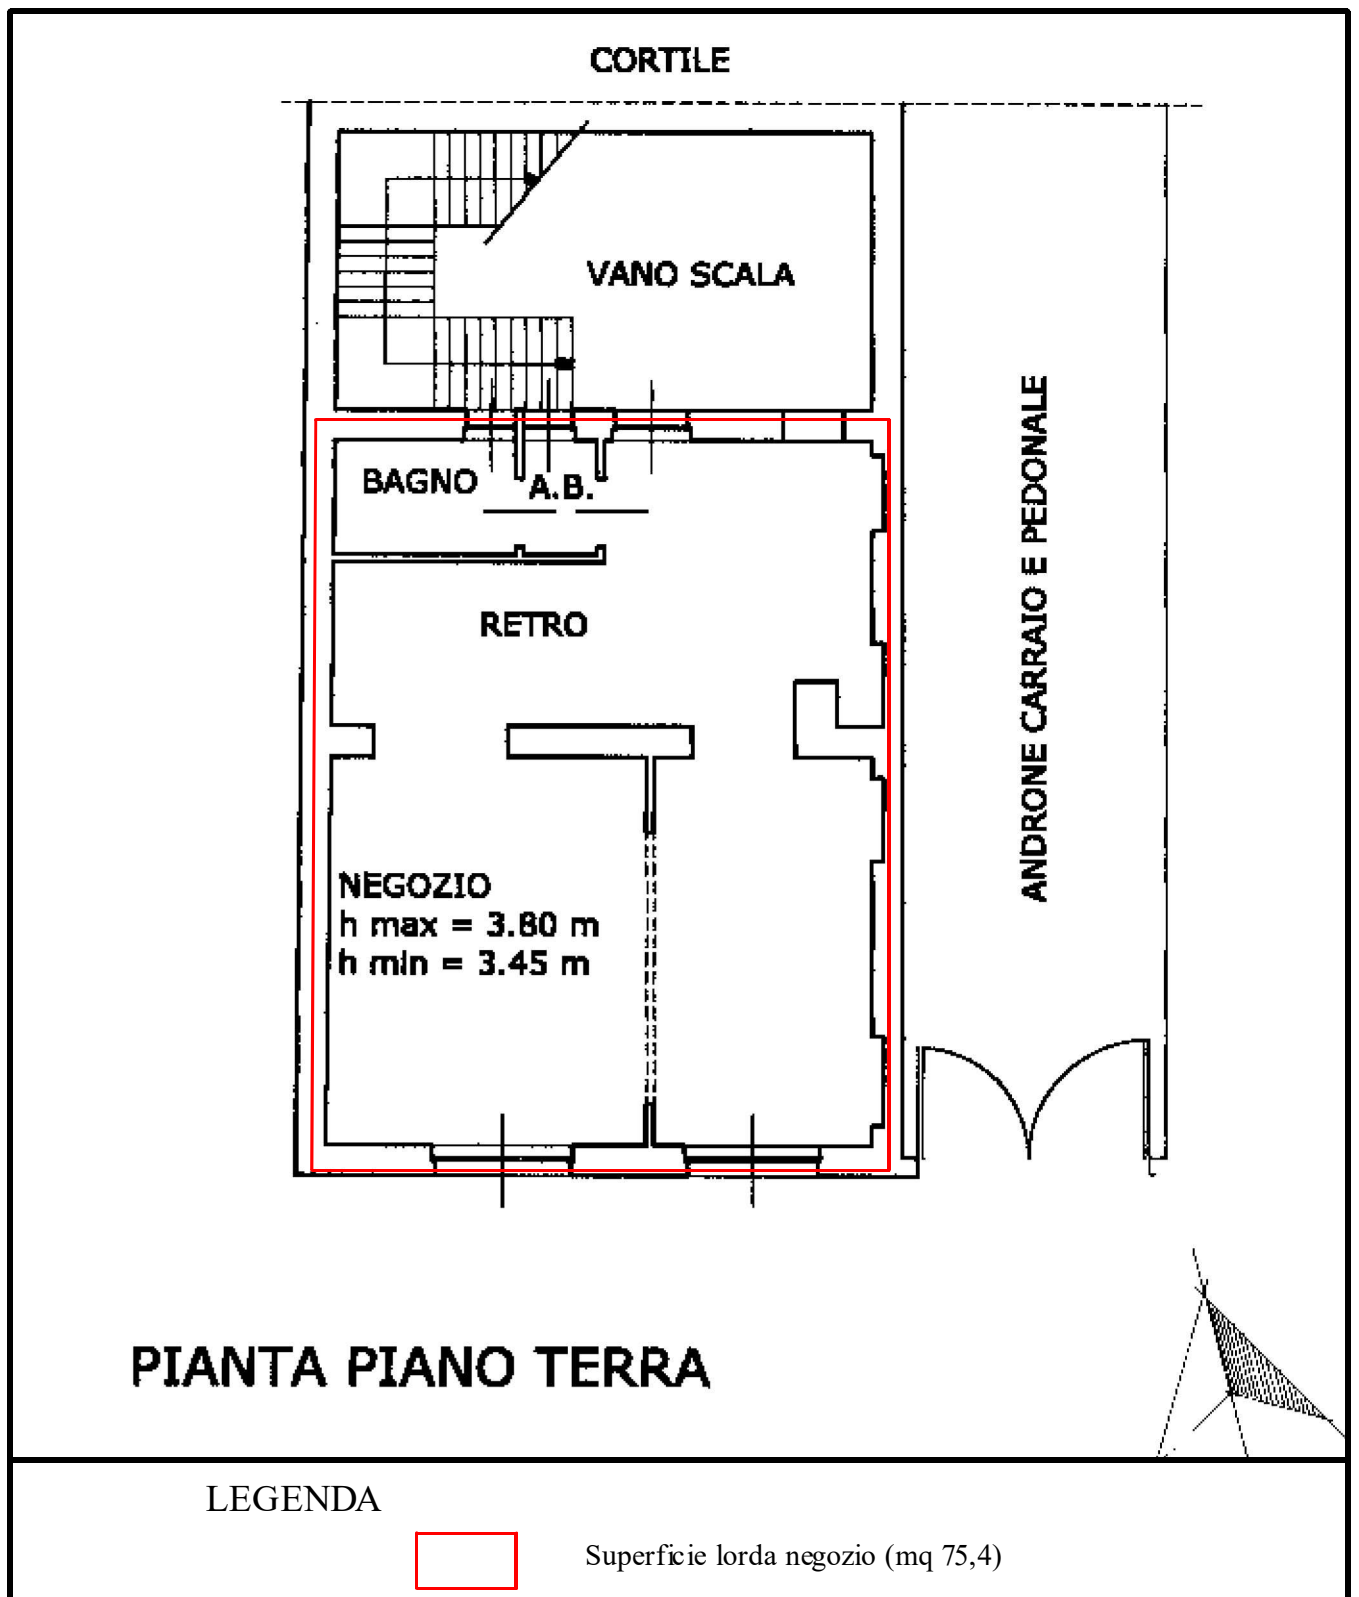 CORTILE
VANO SCALA
BAGNO
A.B.
RETRO
ANDRONE CARRAIO E PEDONALE
NEGOZIO
h max = 3.80 m
h min = 3.45 m
PIANTA PIANO TERRA
LEGENDA
Superficie lorda negozio (mq 75,4)